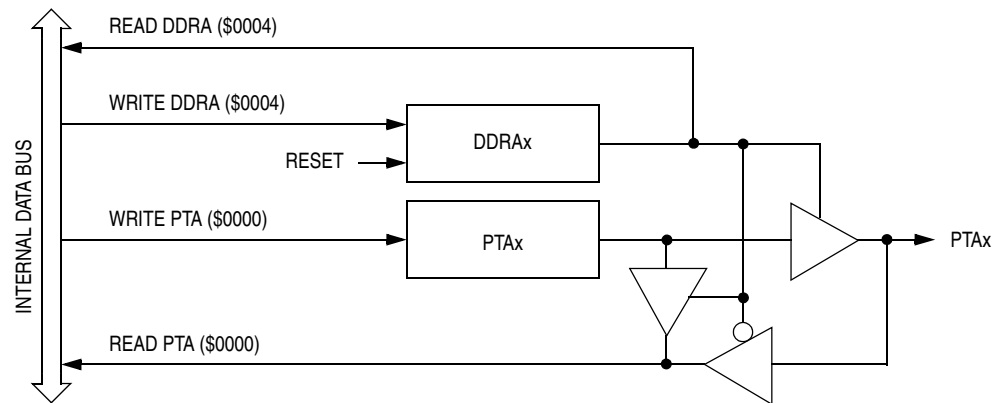 READ DDRA ($0004)
WRITE DDRA ($0004)
DDRAx
RESET
WRITE PTA ($0000)
PTAx
PTAx
READ PTA ($0000)
INTERNAL DATA BUS